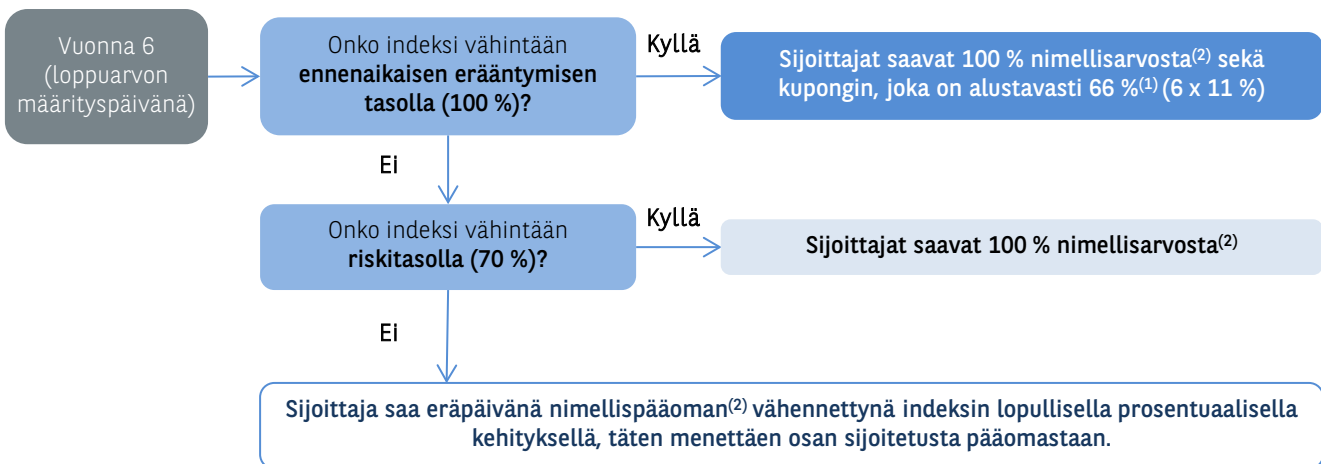 Vuonna 6
(loppuarvon
määrityspäivänä)
Onko indeksi vähintään
ennenaikaisen erääntymisen
tasolla (100 %)?
Kyllä
Sijoittajat saavat 100 % nimellisarvosta(2) sekä
kupongin, joka on alustavasti 66 %(1) (6 x 11 %)
Ei
Onko indeksi vähintään
riskitasolla (70 %)?
Kyllä
Sijoittajat saavat 100 % nimellisarvosta(2)
Ei
Sijoittaja saa eräpäivänä nimellispääoman(2) vähennettynä indeksin lopullisella prosentuaalisella
kehityksellä, täten menettäen osan sijoitetusta pääomastaan.